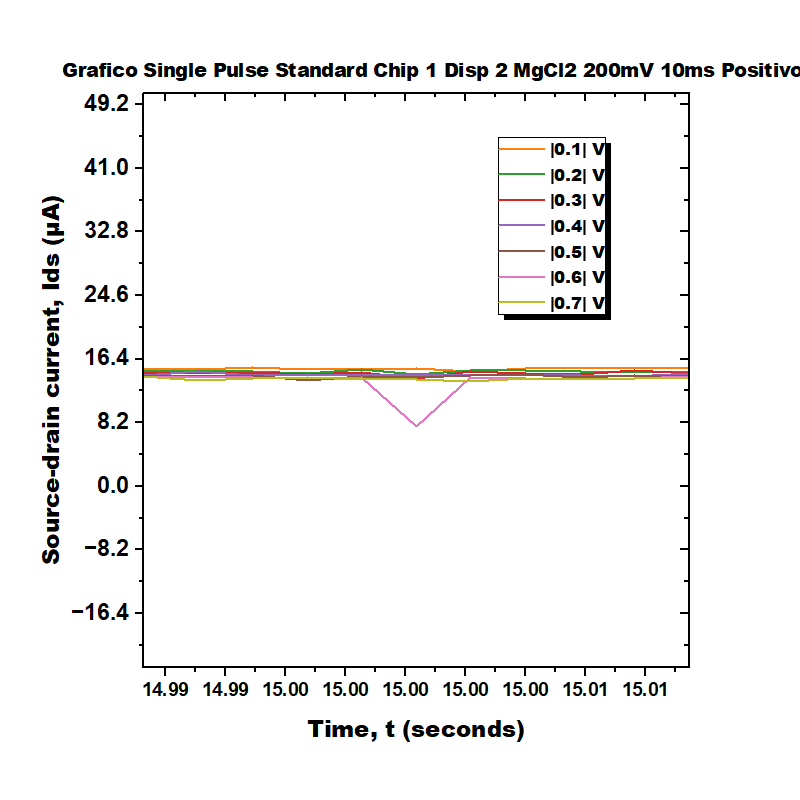 Grafico Single Pulse Standard Chip 1 Disp 2 MgCl2 200mV 10ms Positivo
49.2
41.0
32.8
24.6
16.4
8.2
0.0
−8.2
−16.4
Source-drain current, Ids (µA)
|0.1| V
|0.2| V
|0.3| V
|0.4| V
|0.5| V
|0.6| V
|0.7| V
14.99 14.99 15.00 15.00 15.00 15.00 15.00 15.01 15.01
Time, t (seconds)